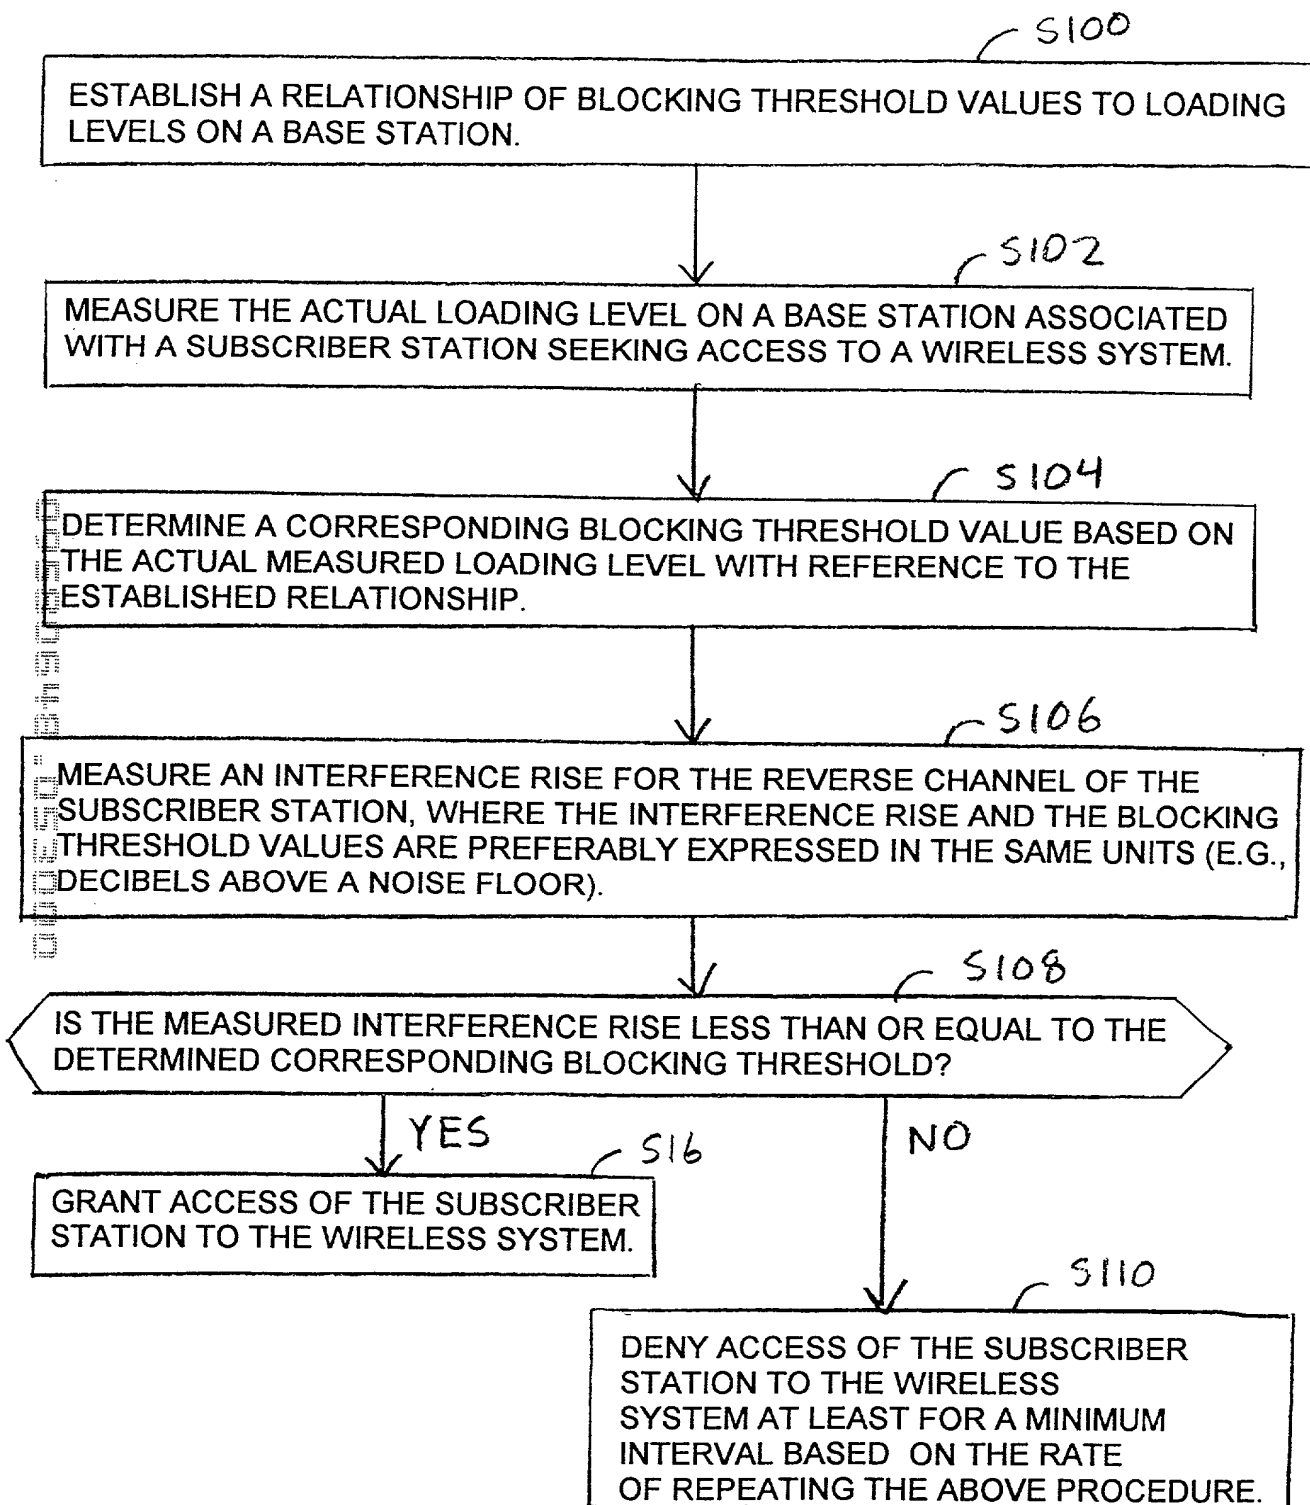 S100
ESTABLISH A RELATIONSHIP OF BLOCKING THRESHOLD VALUES TO LOADING
LEVELS ON A BASE STATION.
S102
MEASURE THE ACTUAL LOADING LEVEL ON A BASE STATION ASSOCIATED
WITH A SUBSCRIBER STATION SEEKING ACCESS TO A WIRELESS SYSTEM.
S104
DETERMINE A CORRESPONDING BLOCKING THRESHOLD VALUE BASED ON
THE ACTUAL MEASURED LOADING LEVEL WITH REFERENCE TO THE
ESTABLISHED RELATIONSHIP.
S106
MEASURE AN INTERFERENCE RISE FOR THE REVERSE CHANNEL OF THE
SUBSCRIBER STATION, WHERE THE INTERFERENCE RISE AND THE BLOCKING
THRESHOLD VALUES ARE PREFERABLY EXPRESSED IN THE SAME UNITS (E.G.,
DECIBELS ABOVE A NOISE FLOOR).
S108
IS THE MEASURED INTERFERENCE RISE LESS THAN OR EQUAL TO THE
DETERMINED CORRESPONDING BLOCKING THRESHOLD?
YES
NO
S16
GRANT ACCESS OF THE SUBSCRIBER
STATION TO THE WIRELESS SYSTEM.
S110
DENY ACCESS OF THE SUBSCRIBER
STATION TO THE WIRELESS
SYSTEM AT LEAST FOR A MINIMUM
INTERVAL BASED ON THE RATE
OF REPEATING THE ABOVE PROCEDURE.